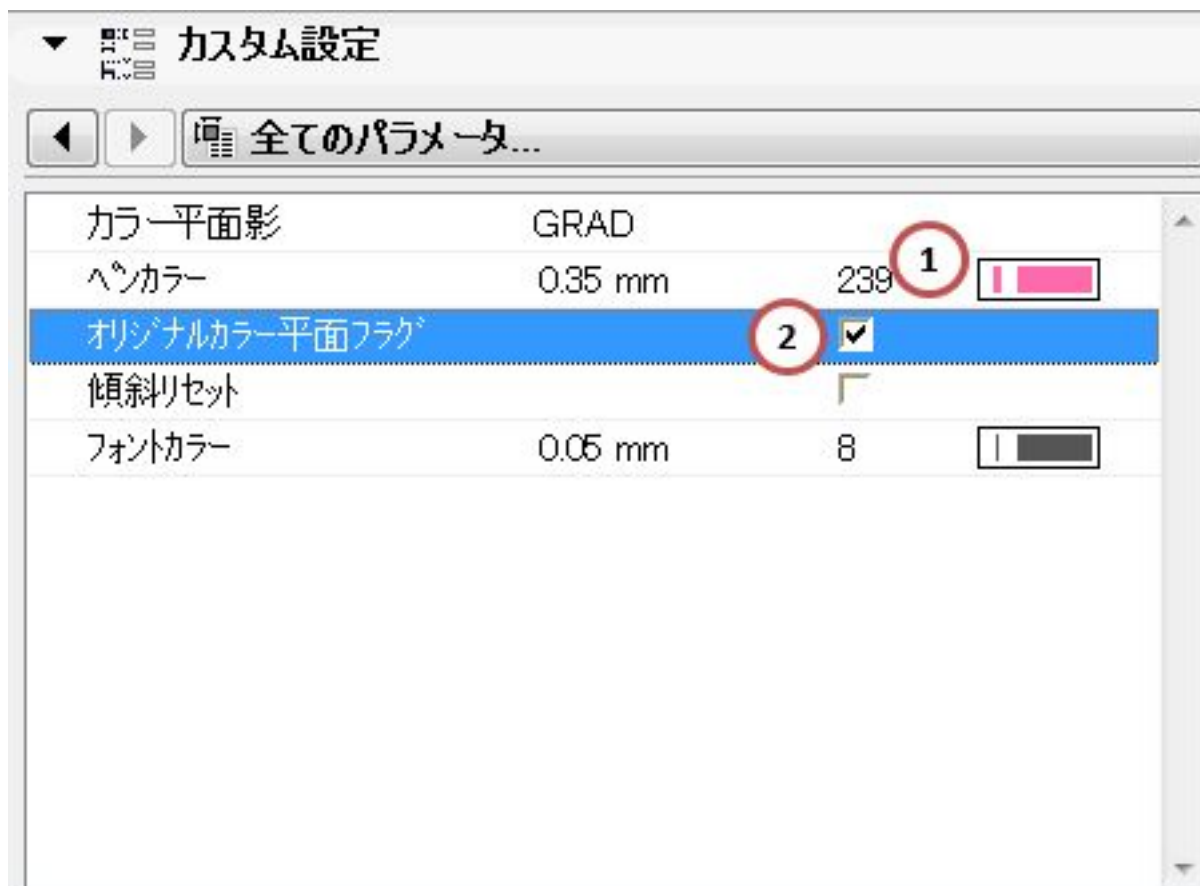 カスタム設定
全てのパラメータ...
カラー平面影 GRAD
ペンカラー 0.35 mm 239 1
オリジナルカラー平面フラグ 2
傾斜リセット
フォントカラー 0.05 mm 8